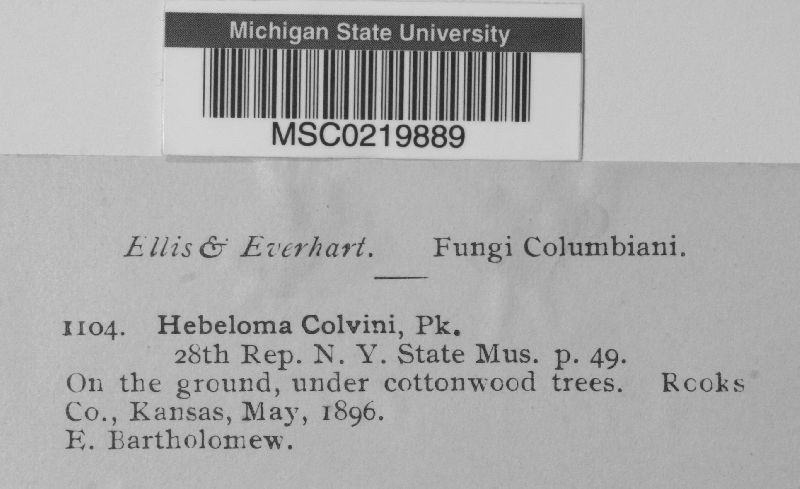 Michigan State University
MSC0219889
Ellis & Everhart. Fungi Columbiani.
1104. Hebeloma Colvini, Pk.
28th Rep. N. Y. State Mus. p. 49.
On the ground, under cottonwood trees. Rooks
Co., Kansas, May, 1896.
E. Bartholomew.